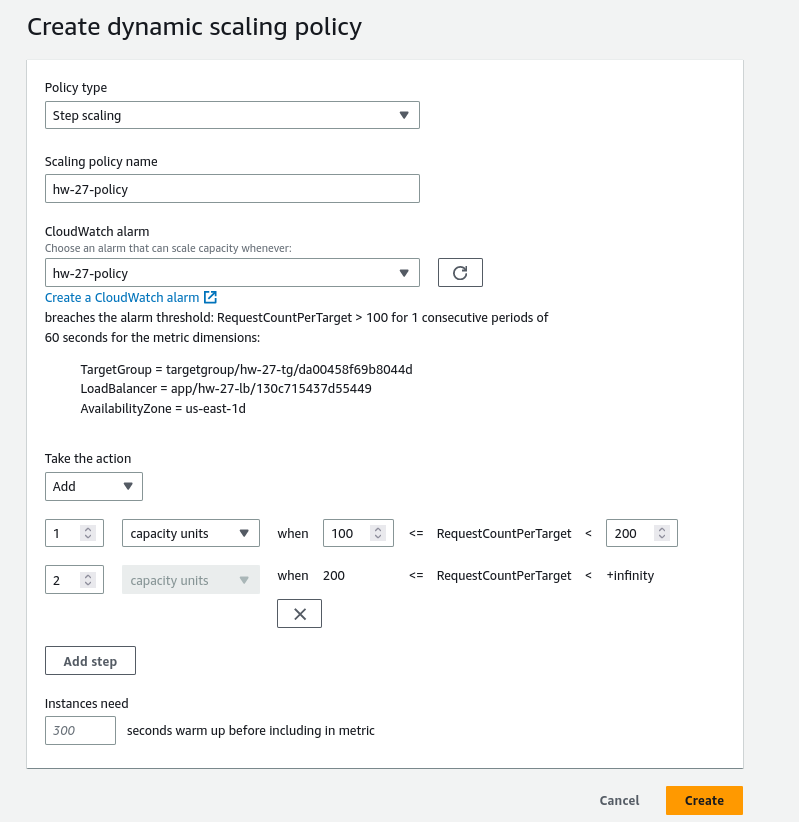 Create dynamic scaling policy
Policy type
Step scaling
Scaling policy name
hw-27-policy
CloudWatch alarm
Choose an alarm that can scale capacity whenever:
hw-27-policy
Create a CloudWatch alarm
breaches the alarm threshold: RequestCountPerTarget > 100 for 1 consecutive periods of
60 seconds for the metric dimensions:
TargetGroup = targetgroup/hw-27-tg/da00458f69b8044d
LoadBalancer = app/hw-27-lb/130c715437d55449
AvailabilityZone = us-east-1d
Take the action
Add
1 capacity units when 100 <= RequestCountPerTarget < 200
2 capacity units when 200 <= RequestCountPerTarget < +infinity
Add step
Instances need
300 seconds warm up before including in metric
Cancel Create